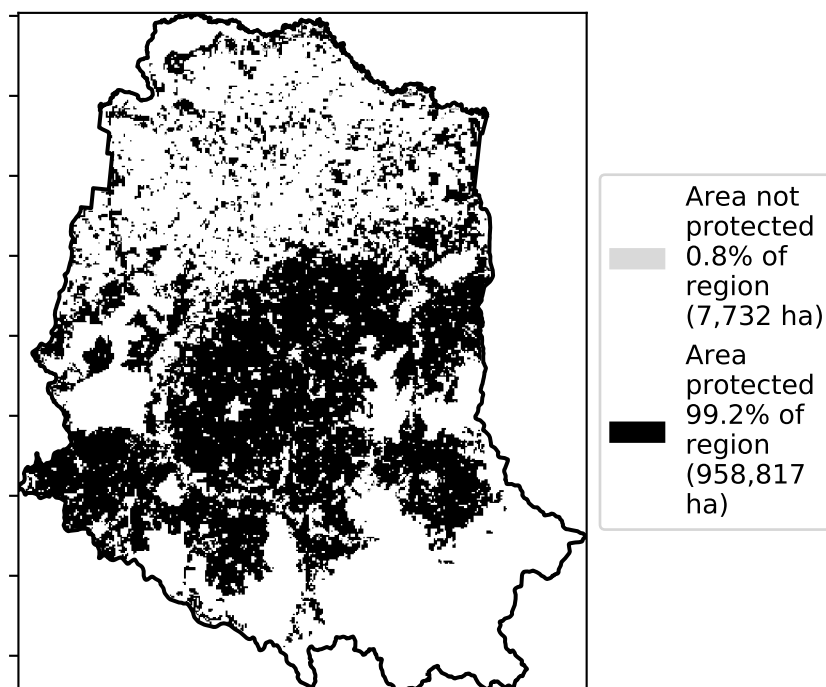 Area not
protected
0.8% of
region
(7,732 ha)
Area
protected
99.2% of
region
(958,817
ha)